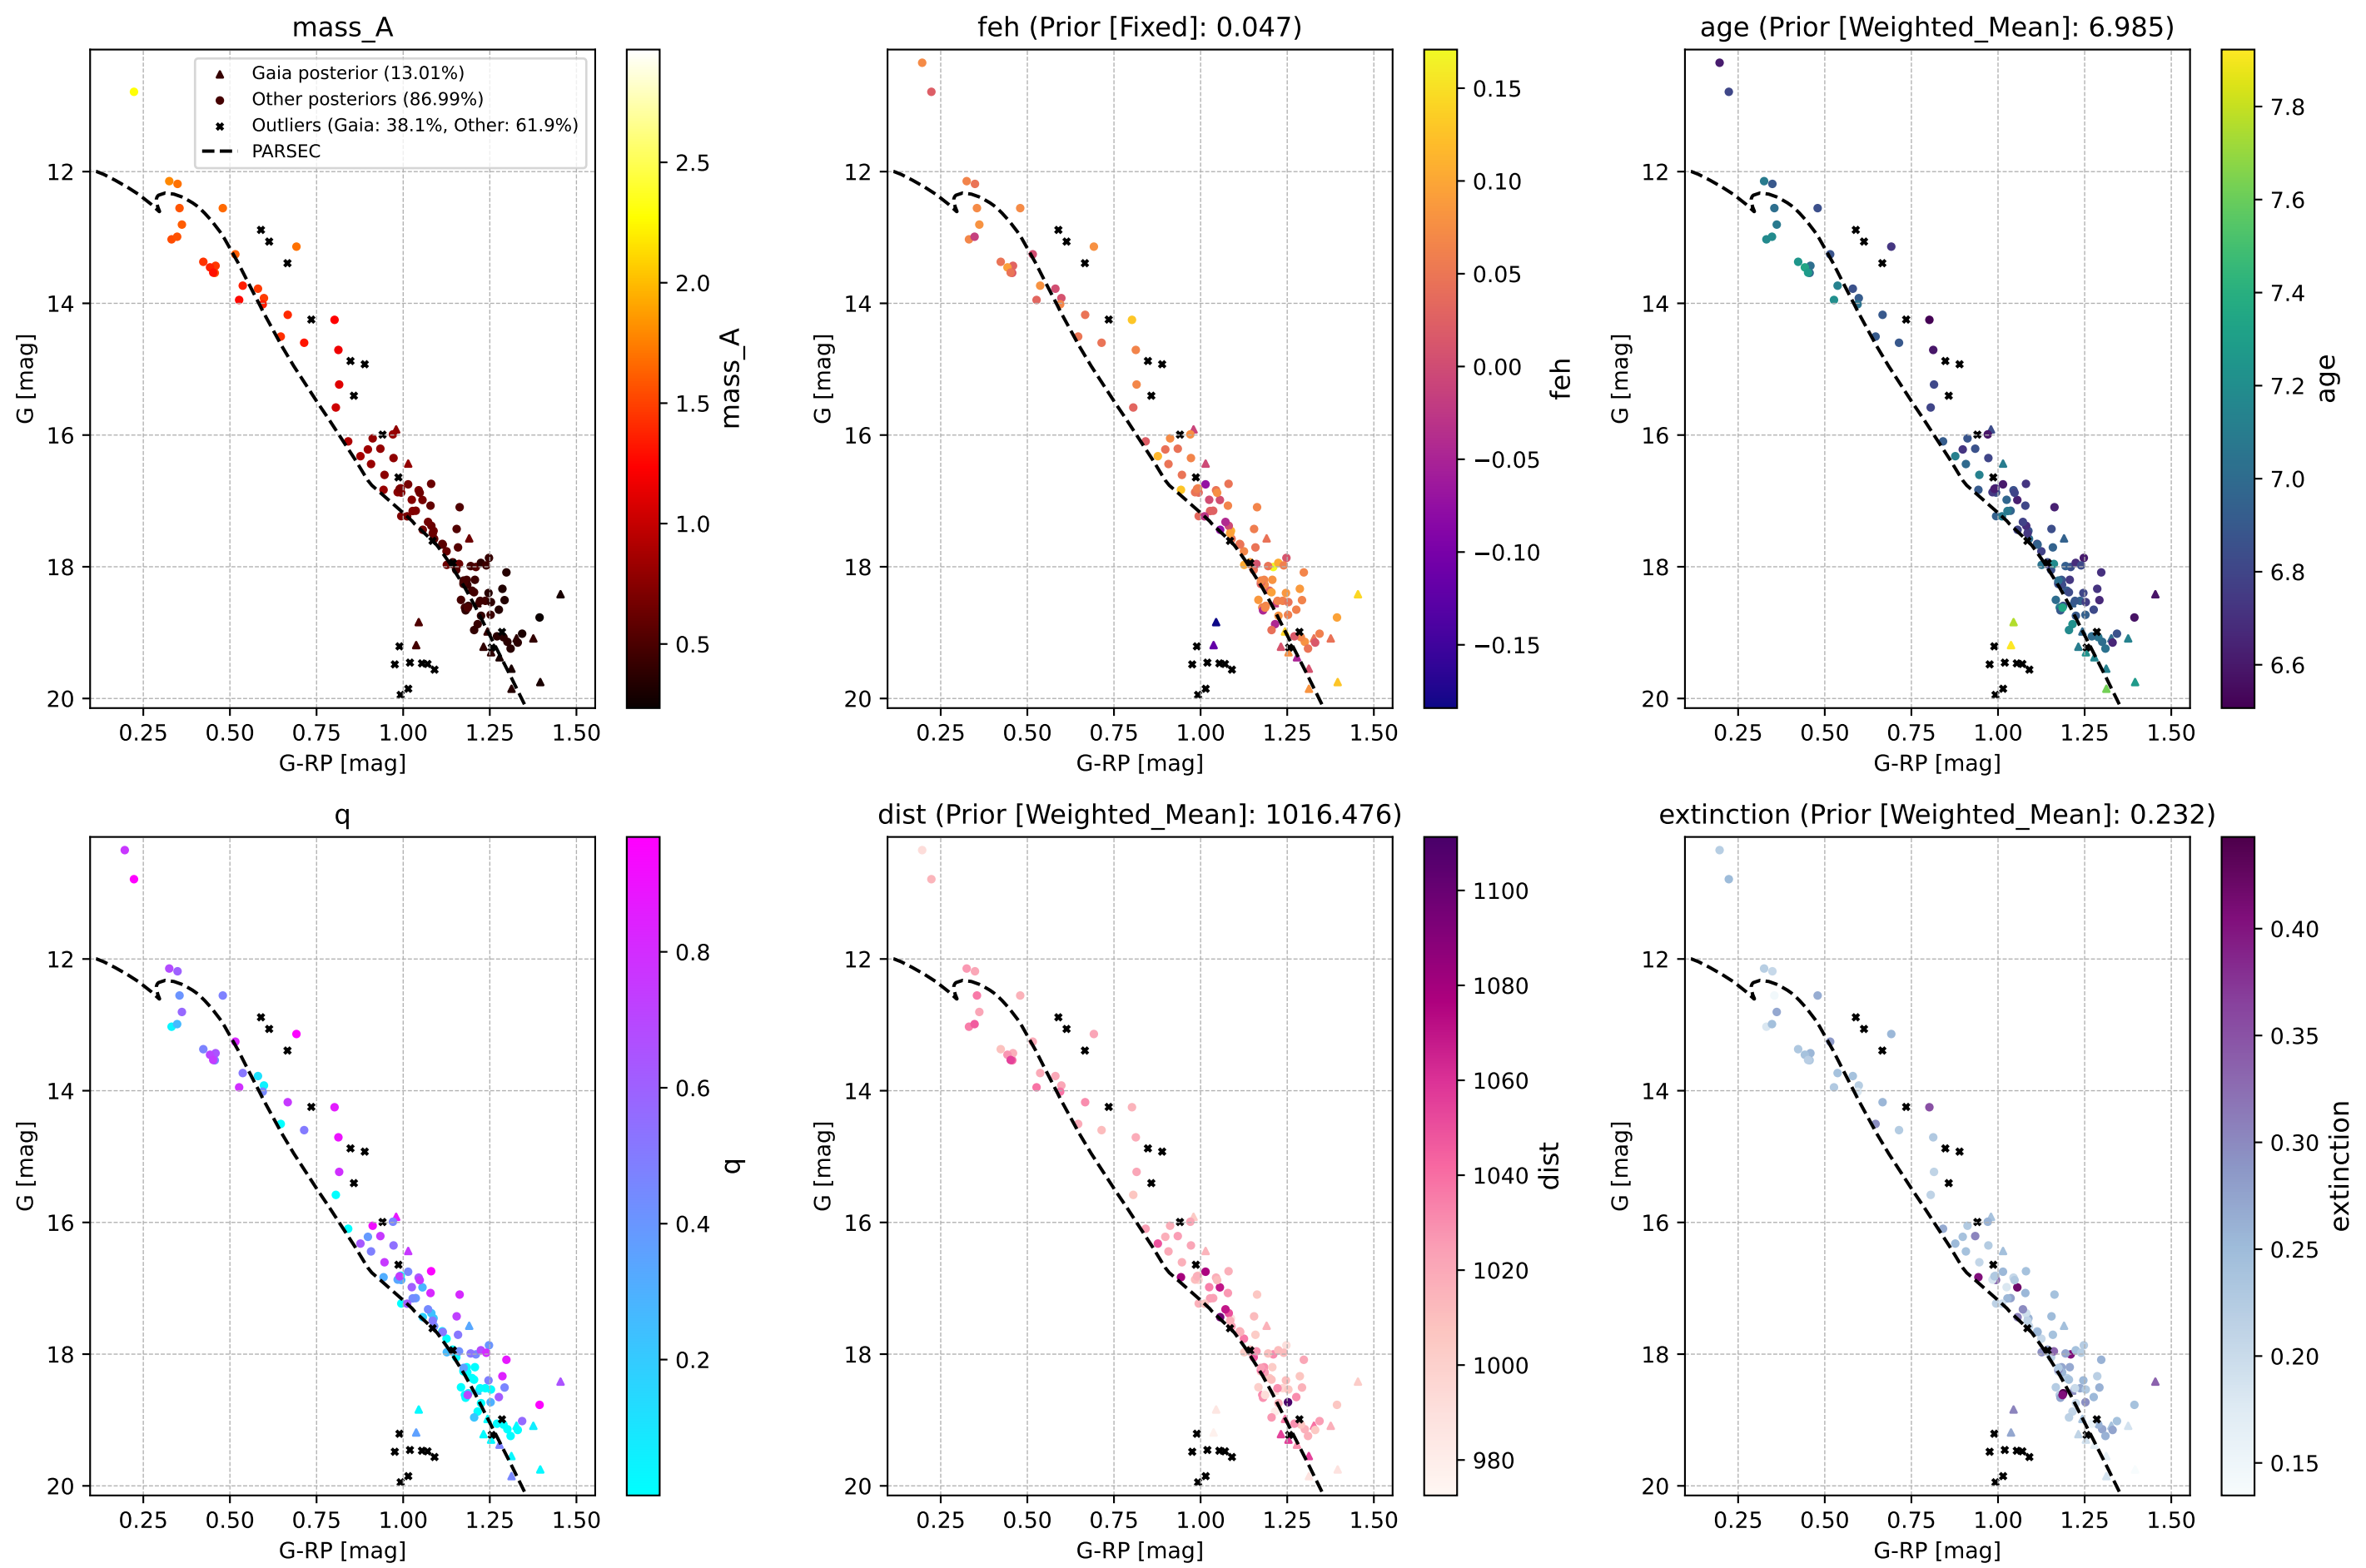 mass_A
Gaia posterior (13.01%)
Other posteriors (86.99%)
Outliers (Gaia: 38.1%, Other: 61.9%)
PARSEC
12
14
16
18
20
G [mag]
0.25 0.50 0.75 1.00 1.25 1.50
G-RP [mag]
2.5
2.0
1.5
1.0
0.5
mass_A
feh (Prior [Fixed]: 0.047)
12
14
16
18
20
G [mag]
0.25 0.50 0.75 1.00 1.25 1.50
G-RP [mag]
0.15
0.10
0.05
0.00
−0.05
−0.10
−0.15
feh
age (Prior [Weighted_Mean]: 6.985)
12
14
16
18
20
G [mag]
0.25 0.50 0.75 1.00 1.25 1.50
G-RP [mag]
7.8
7.6
7.4
7.2
7.0
6.8
6.6
age
q
12
14
16
18
20
G [mag]
0.25 0.50 0.75 1.00 1.25 1.50
G-RP [mag]
0.8
0.6
0.4
0.2
q
dist (Prior [Weighted_Mean]: 1016.476)
12
14
16
18
20
G [mag]
0.25 0.50 0.75 1.00 1.25 1.50
G-RP [mag]
1100
1080
1060
1040
1020
1000
980
dist
extinction (Prior [Weighted_Mean]: 0.232)
12
14
16
18
20
G [mag]
0.25 0.50 0.75 1.00 1.25 1.50
G-RP [mag]
0.40
0.35
0.30
0.25
0.20
0.15
extinction